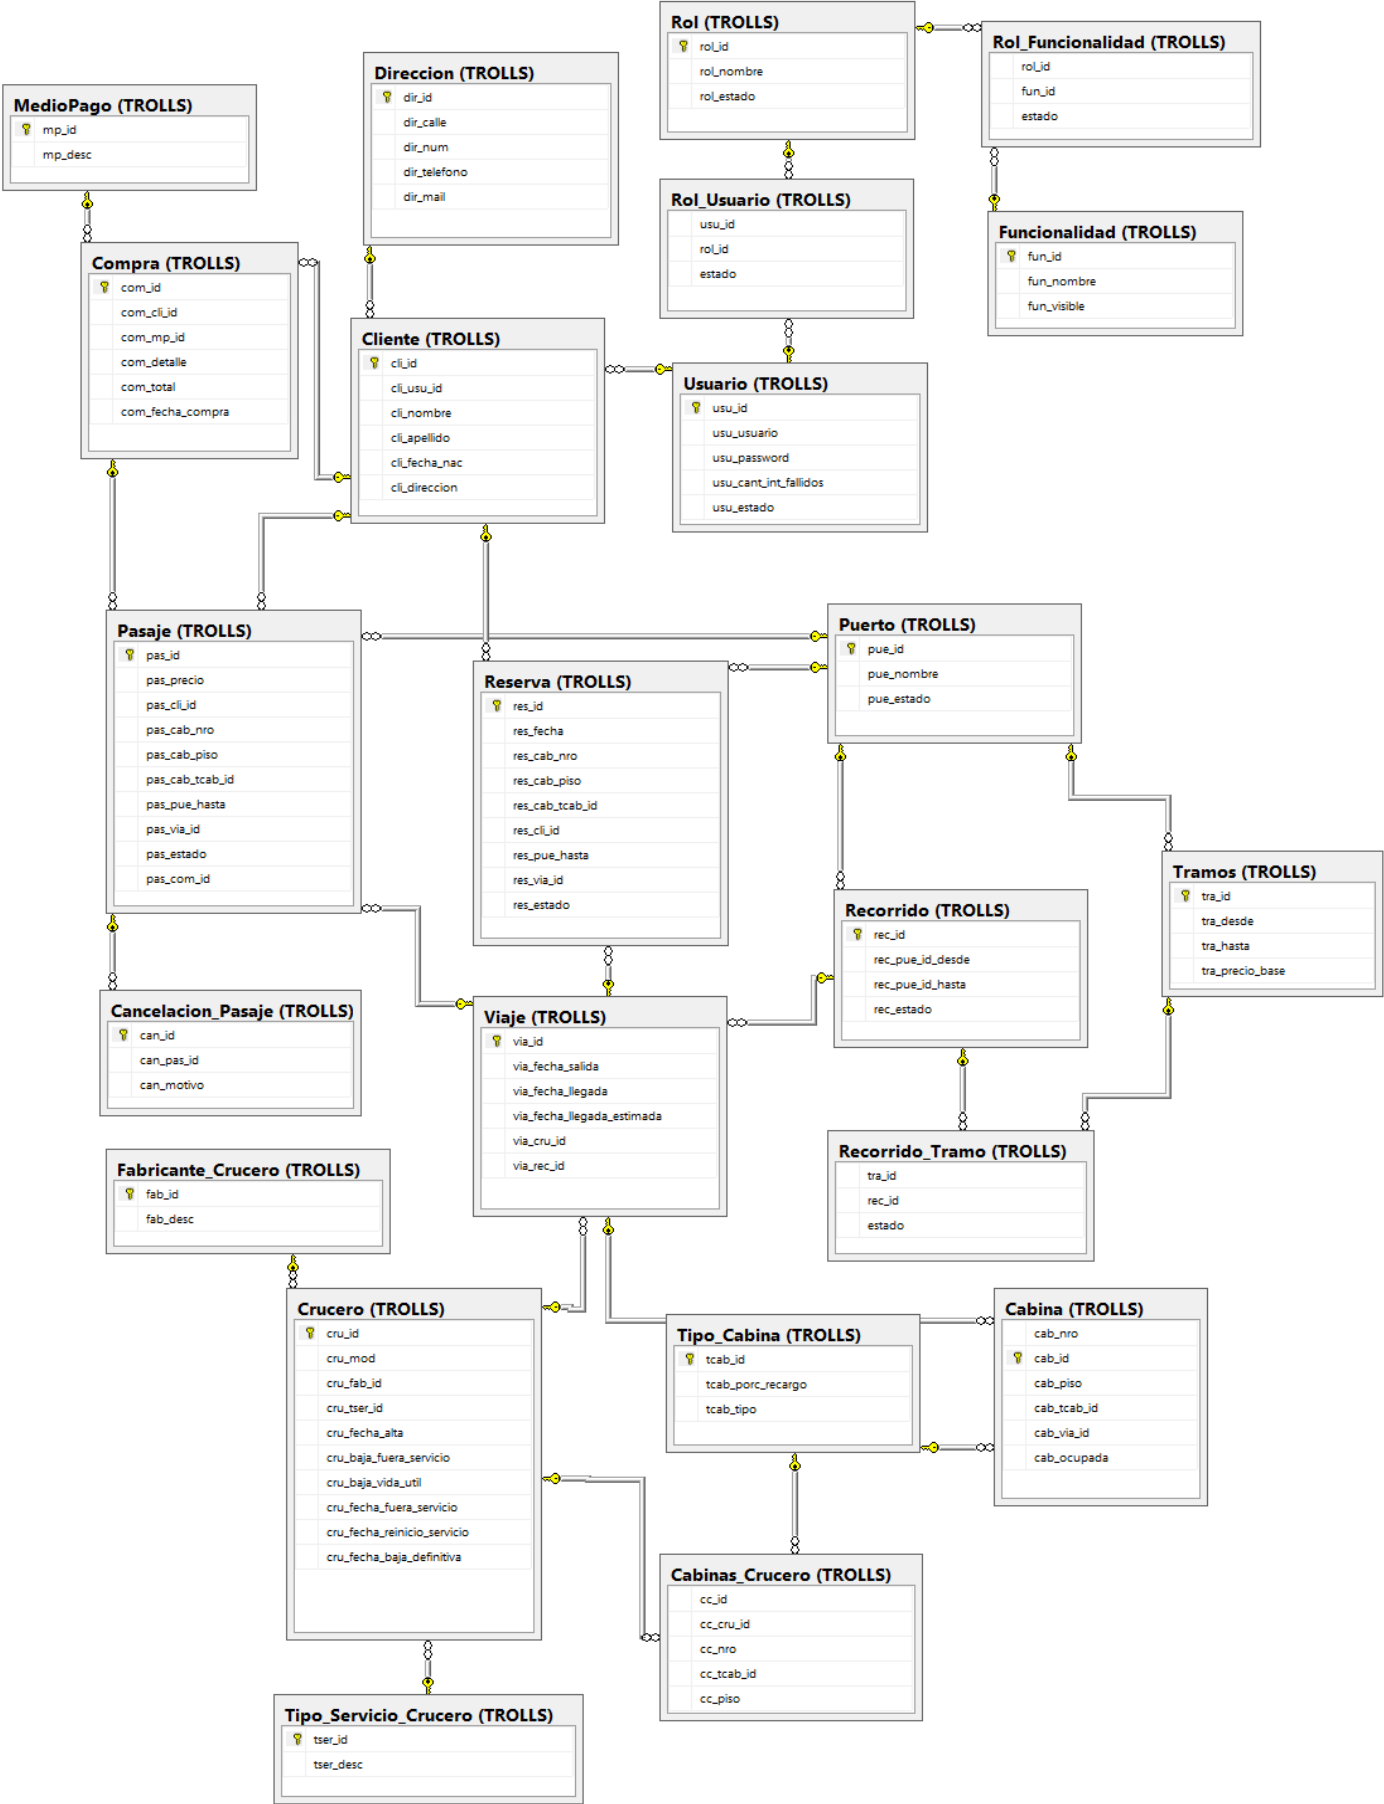 Rol (TROLLS)
rol_id
rol_nombre
rol_estado
Rol_Funcionalidad (TROLLS)
rol_id
fun_id
estado
Direccion (TROLLS)
dir_id
dir_calle
dir_num
dir_telefono
dir_mail
MedioPago (TROLLS)
mp_id
mp_desc
Rol_Usuario (TROLLS)
usu_id
rol_id
estado
Funcionalidad (TROLLS)
fun_id
fun_nombre
fun_visible
Compra (TROLLS)
com_id
com_cli_id
com_mp_id
com_detalle
com_total
com_fecha_compra
Cliente (TROLLS)
cli_id
cli_usu_id
cli_nombre
cli_apellido
cli_fecha_nac
cli_direccion
Usuario (TROLLS)
usu_id
usu_usuario
usu_password
usu_cant_int_fallidos
usu_estado
Pasaje (TROLLS)
pas_id
pas_precio
pas_cli_id
pas_cab_nro
pas_cab_piso
pas_cab_tcab_id
pas_pue_hasta
pas_via_id
pas_estado
pas_com_id
Reserva (TROLLS)
res_id
res_fecha
res_cab_nro
res_cab_piso
res_cab_tcab_id
res_cli_id
res_pue_hasta
res_via_id
res_estado
Puerto (TROLLS)
pue_id
pue_nombre
pue_estado
Tramos (TROLLS)
tra_id
tra_desde
tra_hasta
tra_precio_base
Recorrido (TROLLS)
rec_id
rec_pue_id_desde
rec_pue_id_hasta
rec_estado
Cancelacion_Pasaje (TROLLS)
can_id
can_pas_id
can_motivo
Viaje (TROLLS)
via_id
via_fecha_salida
via_fecha_llegada
via_fecha_llegada_estimada
via_cru_id
via_rec_id
Recorrido_Tramo (TROLLS)
tra_id
rec_id
estado
Fabricante_Crucero (TROLLS)
fab_id
fab_desc
Crucero (TROLLS)
cru_id
cru_mod
cru_fab_id
cru_tser_id
cru_fecha_alta
cru_baja_fuera_servicio
cru_baja_vida_util
cru_fecha_fuera_servicio
cru_fecha_reinicio_servicio
cru_fecha_baja_definitiva
Tipo_Cabina (TROLLS)
tcab_id
tcab_porc_recargo
tcab_tipo
Cabina (TROLLS)
cab_nro
cab_id
cab_piso
cab_tcab_id
cab_via_id
cab_ocupada
Cabinas_Crucero (TROLLS)
cc_id
cc_cru_id
cc_nro
cc_tcab_id
cc_piso
Tipo_Servicio_Crucero (TROLLS)
tser_id
tser_desc